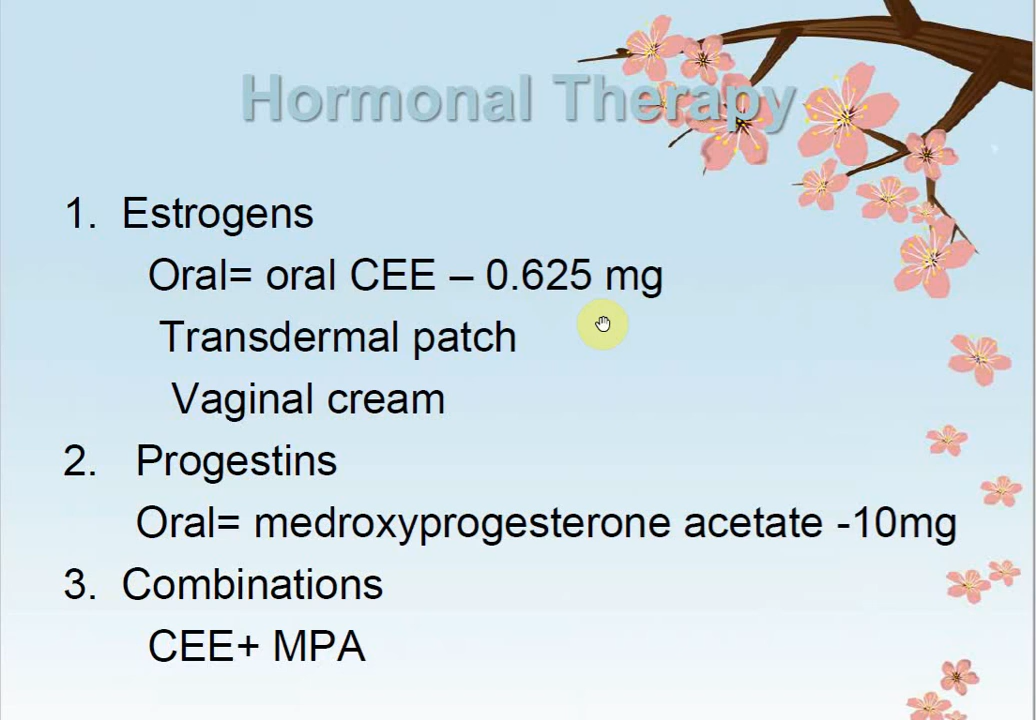 Hormonal Therapy
1. Estrogens
Oral= oral CEE – 0.625 mg
Transdermal patch
Vaginal cream
2. Progestins
Oral= medroxyprogesterone acetate -10mg
3. Combinations
CEE+ MPA